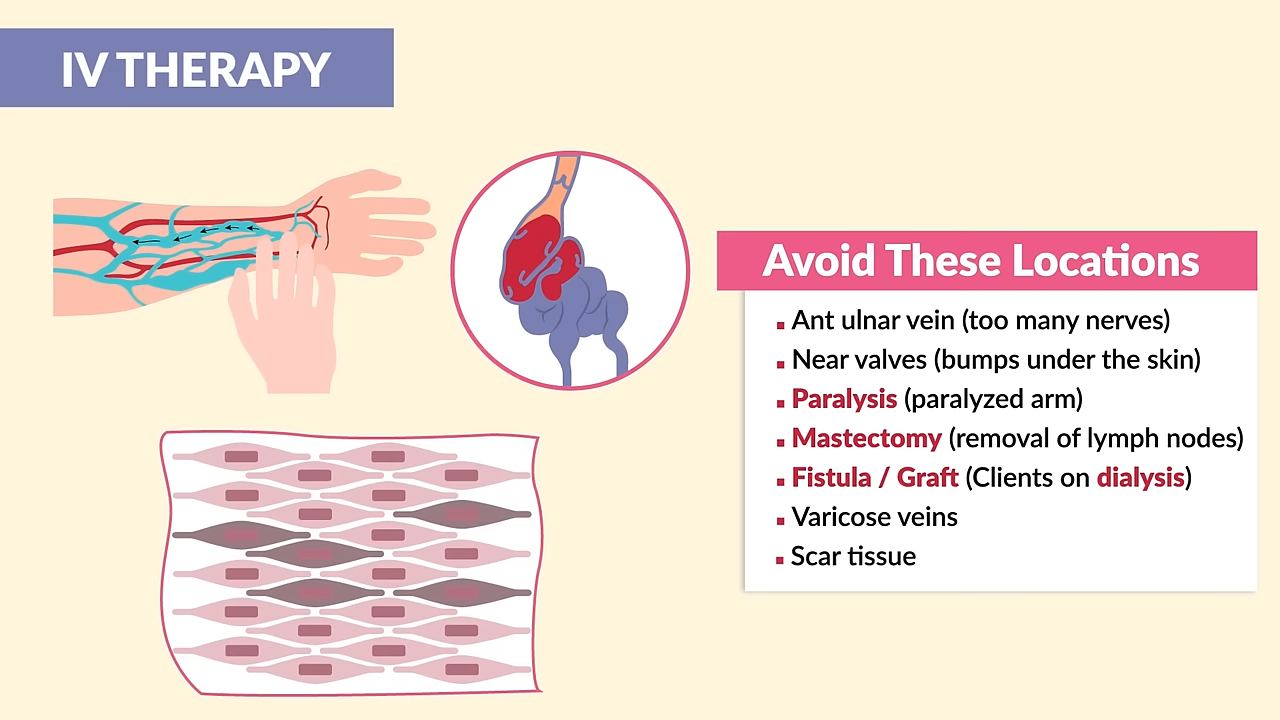 IV THERAPY
Avoid These Locations
▪ Ant ulnar vein (too many nerves)
▪ Near valves (bumps under the skin)
▪ Paralysis (paralyzed arm)
▪ Mastectomy (removal of lymph nodes)
▪ Fistula / Graft (Clients on dialysis)
▪ Varicose veins
▪ Scar tissue